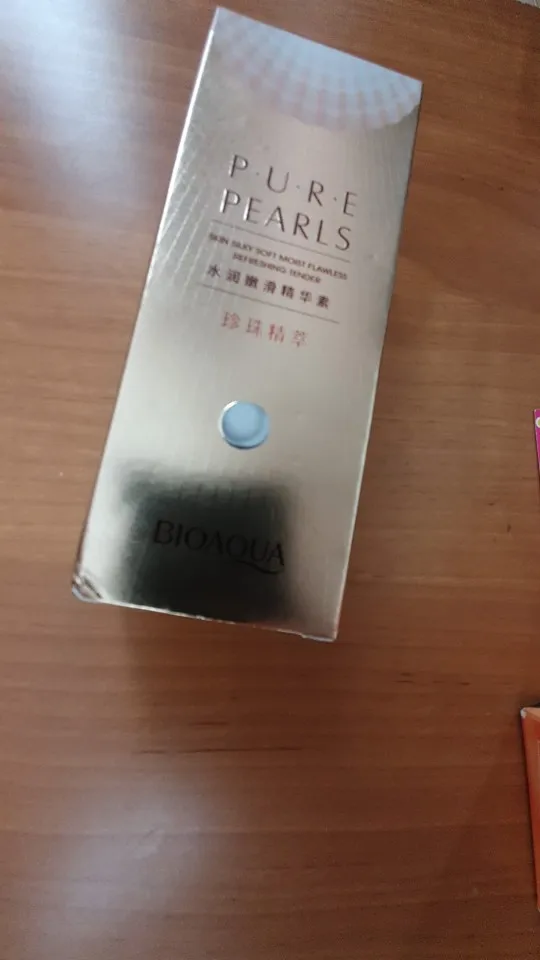 P·U·R·E
PEARLS
SKIN SILKY SOFT MOIST FLAWLESS
REFRESHING TENDER
水润嫩滑精华素
珍珠精萃
BIOAQUA